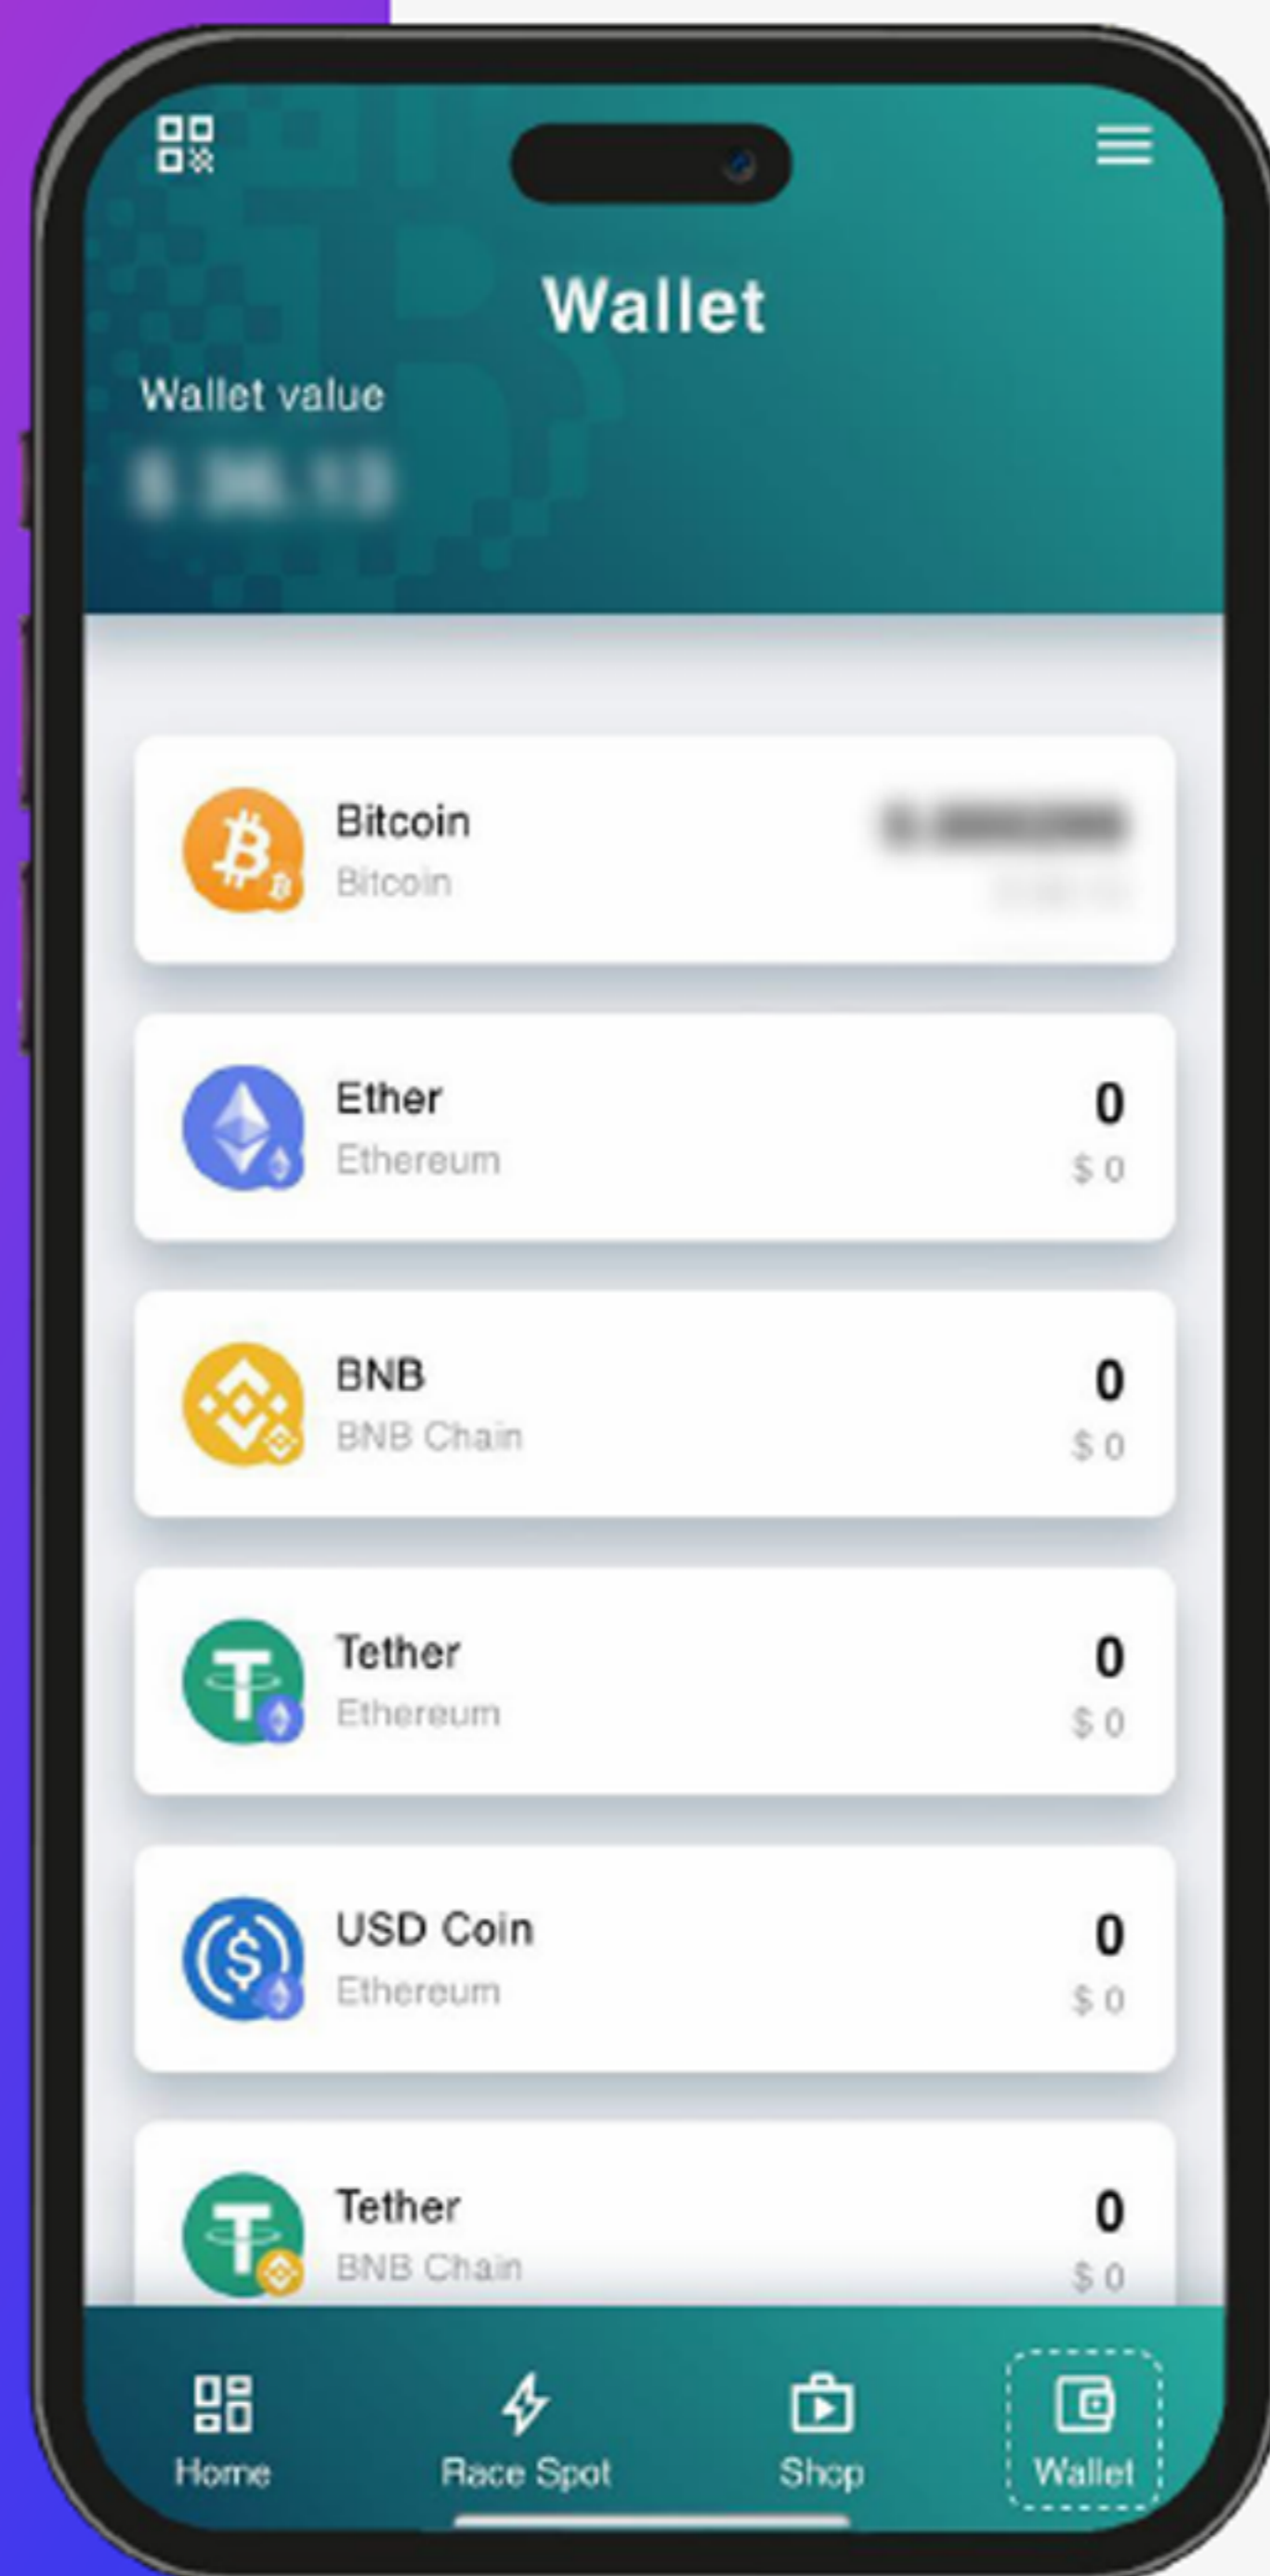 Wallet
Wallet value
Bitcoin
Bitcoin
Ether
0
Ethereum
$ 0
BNB
0
BNB Chain
$ 0
Tether
0
Ethereum
$ 0
USD Coin
0
Ethereum
$ 0
Tether
0
BNB Chain
$ 0
Home
Race Spot
Shop
Wallet